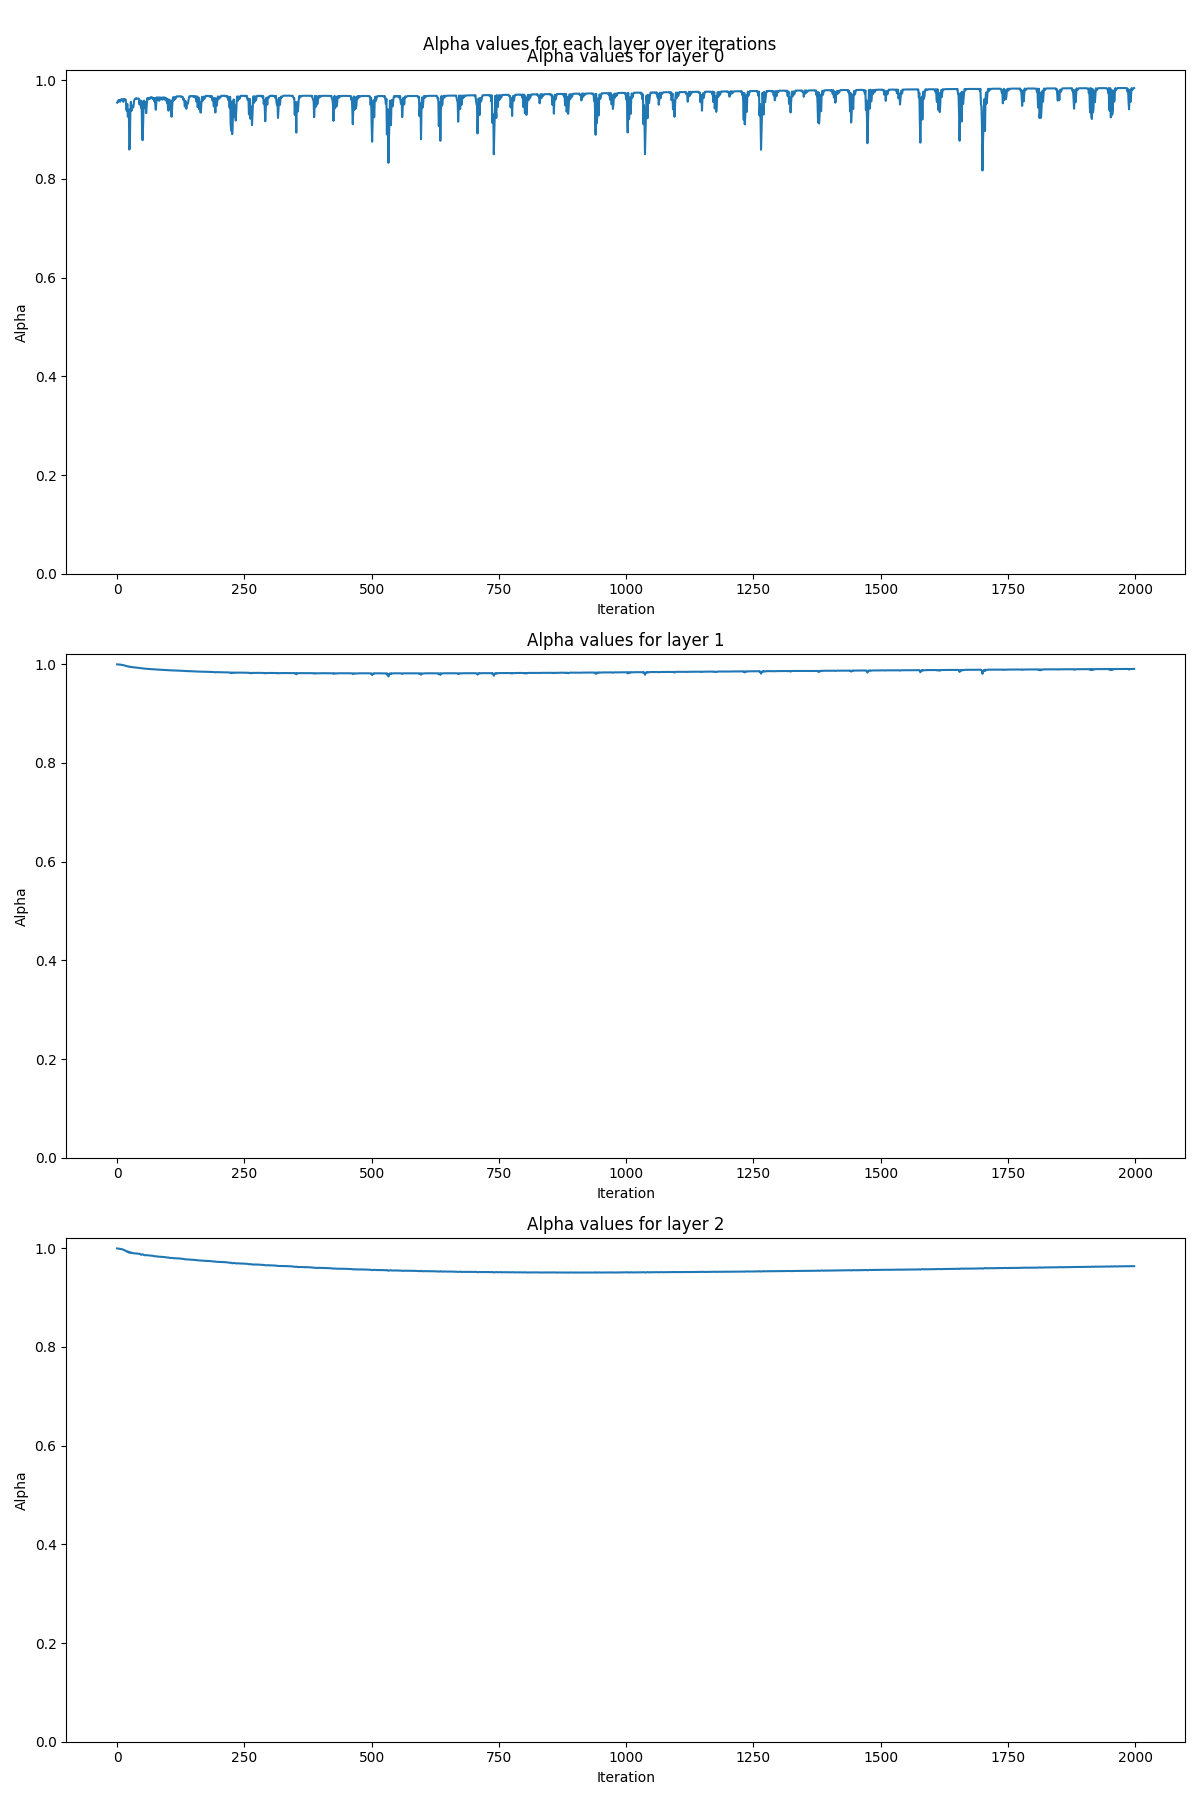 Alpha values for each layer over iterations
Alpha values for layer 0
1.0
0.8
0.6
Alpha
0.4
0.2
0.0
0 250 500 750 1000 1250 1500 1750 2000
Iteration
Alpha values for layer 1
1.0
0.8
0.6
Alpha
0.4
0.2
0.0
0 250 500 750 1000 1250 1500 1750 2000
Iteration
Alpha values for layer 2
1.0
0.8
0.6
Alpha
0.4
0.2
0.0
0 250 500 750 1000 1250 1500 1750 2000
Iteration